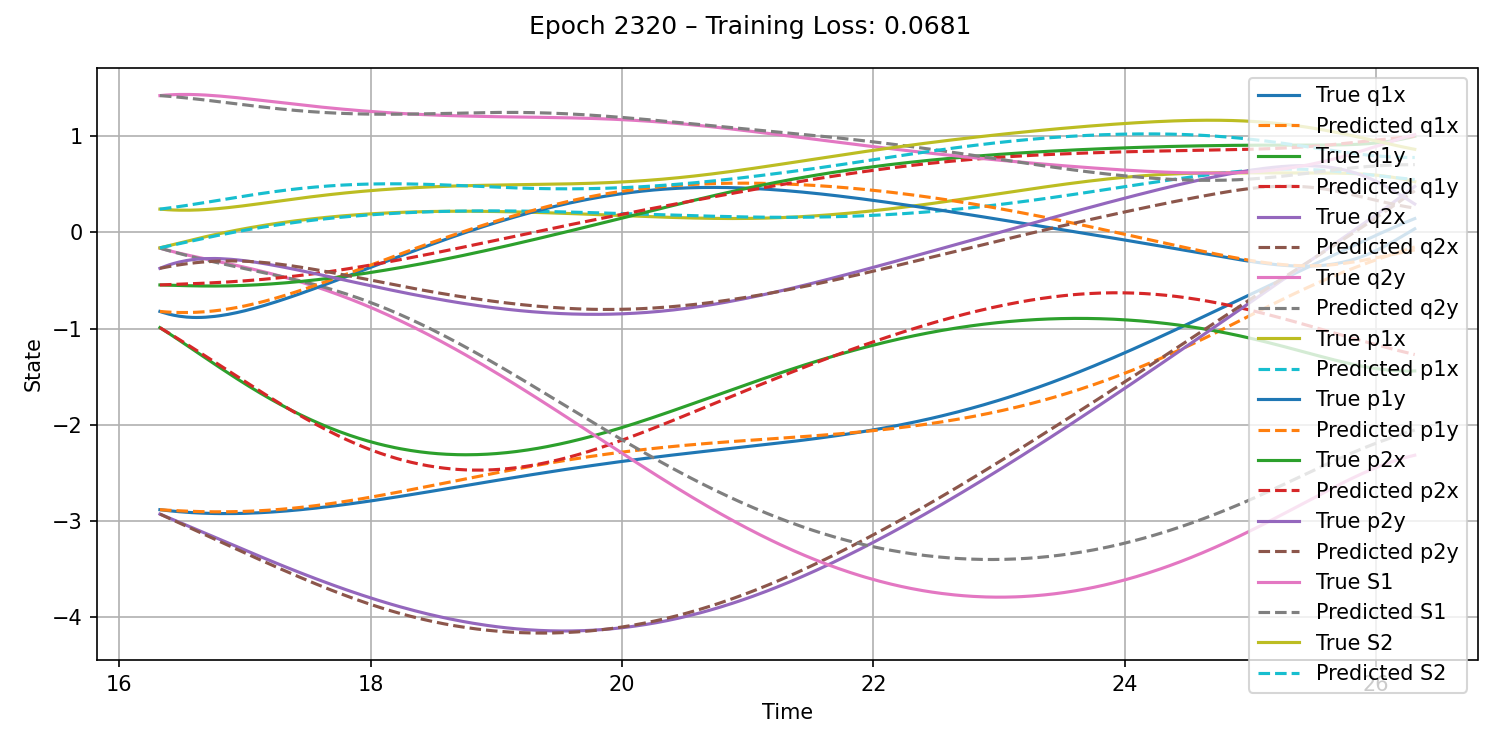 Epoch 2320 – Training Loss: 0.0681
State
1
0
−1
−2
−3
−4
True q1x
Predicted q1x
True q1y
Predicted q1y
True q2x
Predicted q2x
True q2y
Predicted q2y
True p1x
Predicted p1x
True p1y
Predicted p1y
True p2x
Predicted p2x
True p2y
Predicted p2y
True S1
Predicted S1
True S2
Predicted S2
16 18 20 22 24 26
Time